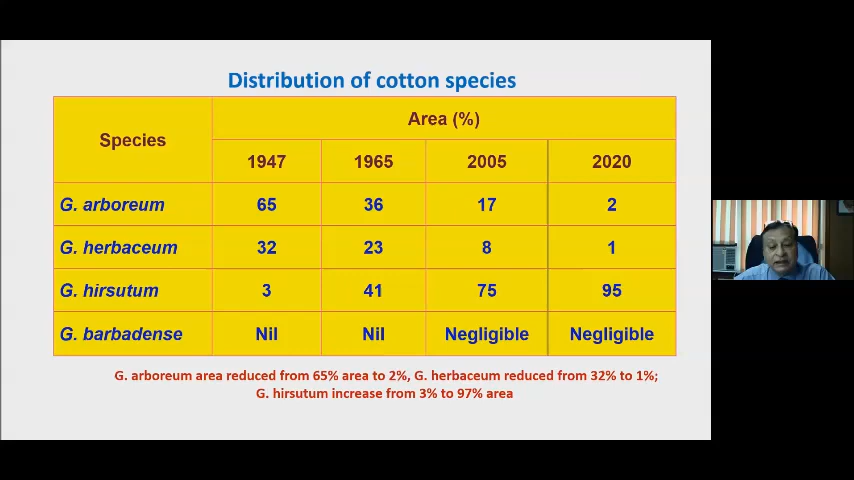 Distribution of cotton species
Species
Area (%)
1947 1965 2005 2020
G. arboreum 65 36 17 2
G. herbaceum 32 23 8 1
G. hirsutum 3 41 75 95
G. barbadense Nil Nil Negligible Negligible
G. arboreum area reduced from 65% area to 2%, G. herbaceum reduced from 32% to 1%;
G. hirsutum increase from 3% to 97% area